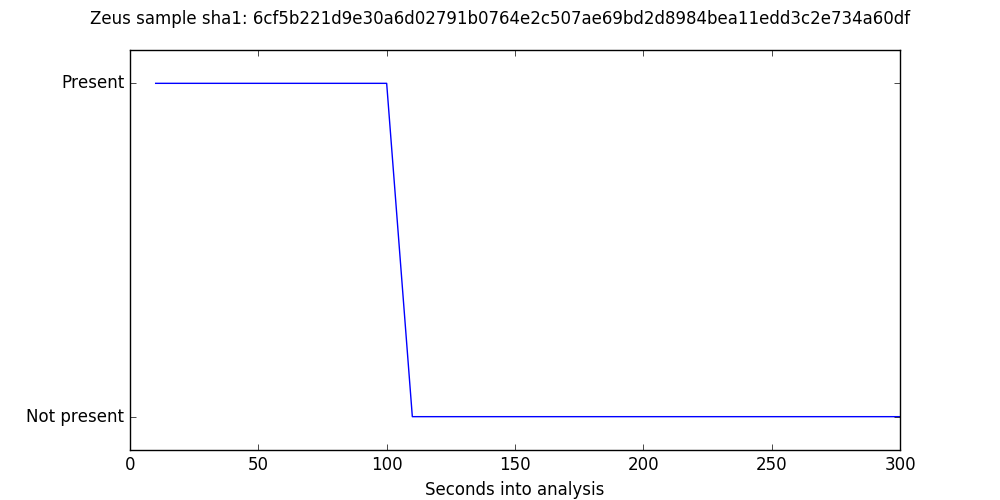 Zeus sample sha1: 6cf5b221d9e30a6d02791b0764e2c507ae69bd2d8984bea11edd3c2e734a60df
Present
Not present
0 50 100 150 200 250 300
Seconds into analysis